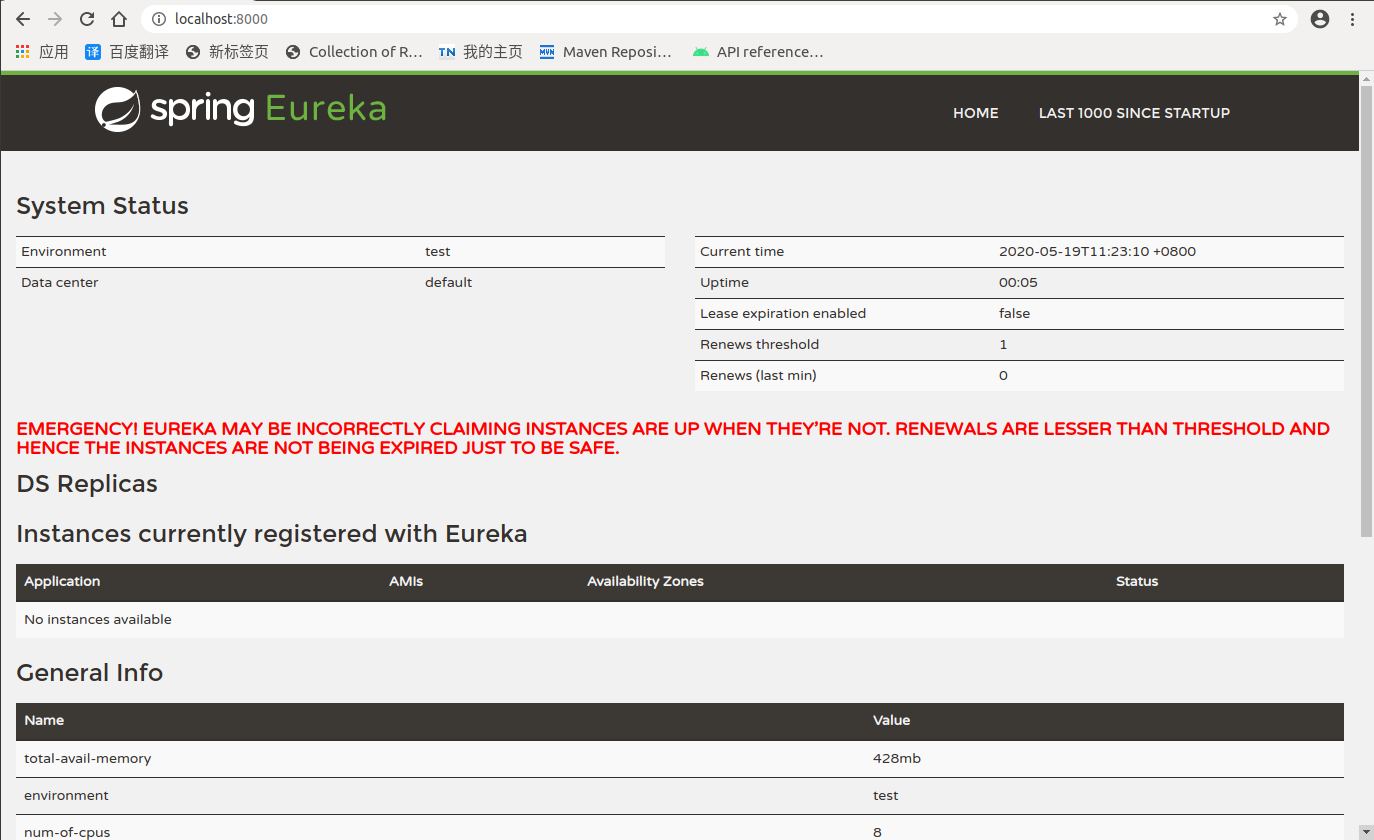 localhost:8000
应用 百度翻译 新标签页 Collection of R... TN 我的主页 MVN Maven Reposi... API reference...
spring Eureka HOME LAST 1000 SINCE STARTUP
System Status
Environment test
Data center default
Current time 2020-05-19T11:23:10 +0800
Uptime 00:05
Lease expiration enabled false
Renews threshold 1
Renews (last min) 0
EMERGENCY! EUREKA MAY BE INCORRECTLY CLAIMING INSTANCES ARE UP WHEN THEY'RE NOT. RENEWALS ARE LESSER THAN THRESHOLD AND
HENCE THE INSTANCES ARE NOT BEING EXPIRED JUST TO BE SAFE.
DS Replicas
Instances currently registered with Eureka
Application AMIs Availability Zones Status
No instances available
General Info
Name Value
total-avail-memory 428mb
environment test
num-of-cpus 8